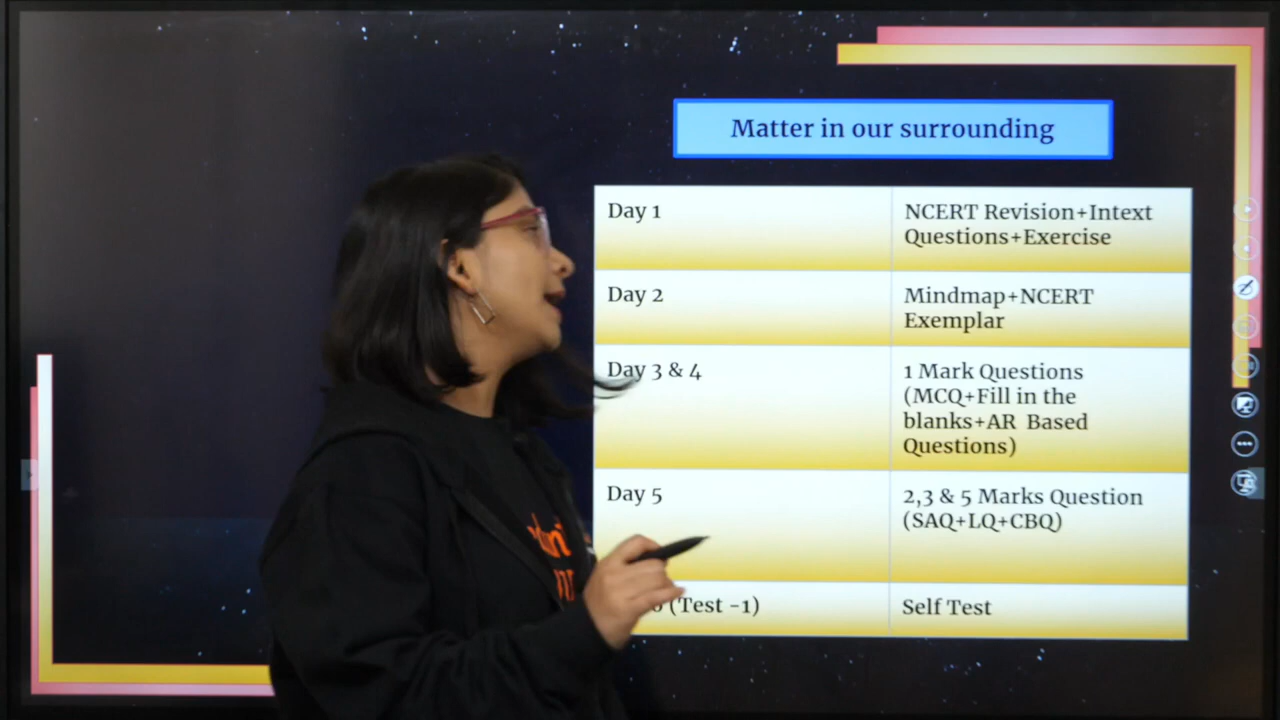 Matter in our surrounding
Day 1
NCERT Revision+Intext
Questions+Exercise
Day 2
Mindmap+NCERT
Exemplar
Day 3 & 4
1 Mark Questions
(MCQ+Fill in the
blanks+AR Based
Questions)
Day 5
2,3 & 5 Marks Question
(SAQ+LQ+CBQ)
(Test -1)
Self Test